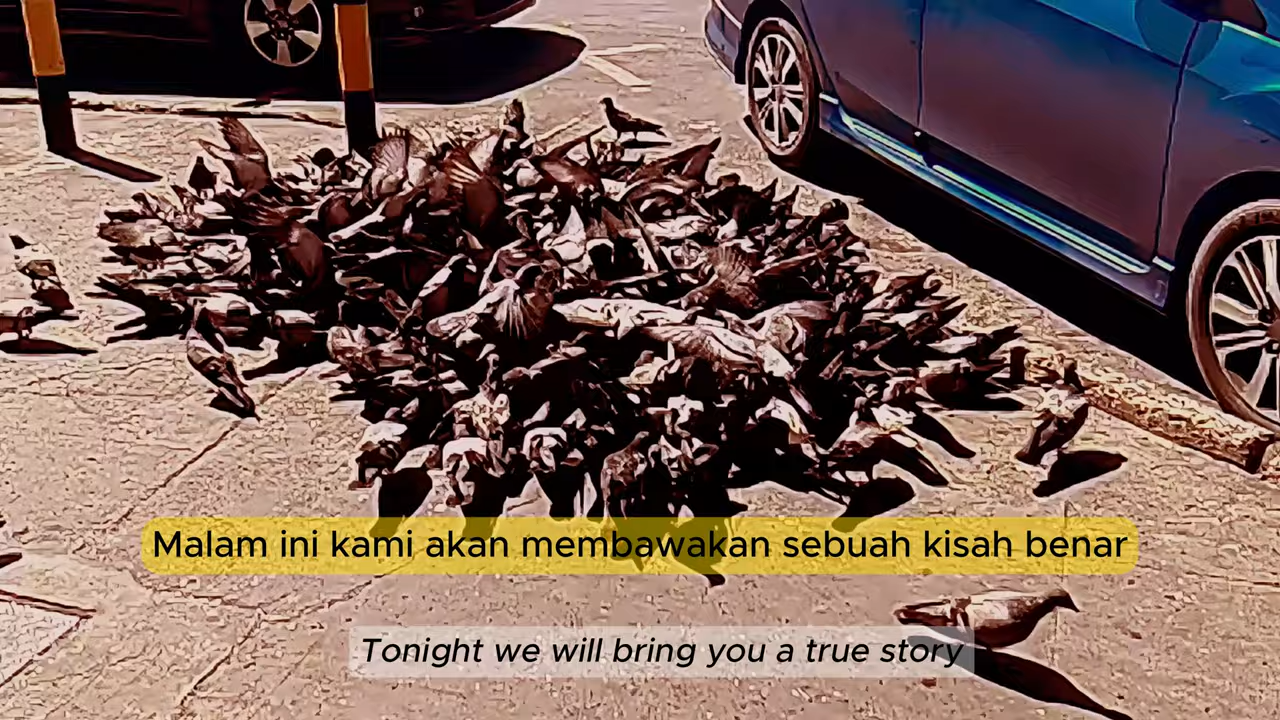 Malam ini kami akan membawakan sebuah kisah benar
Tonight we will bring you a true story